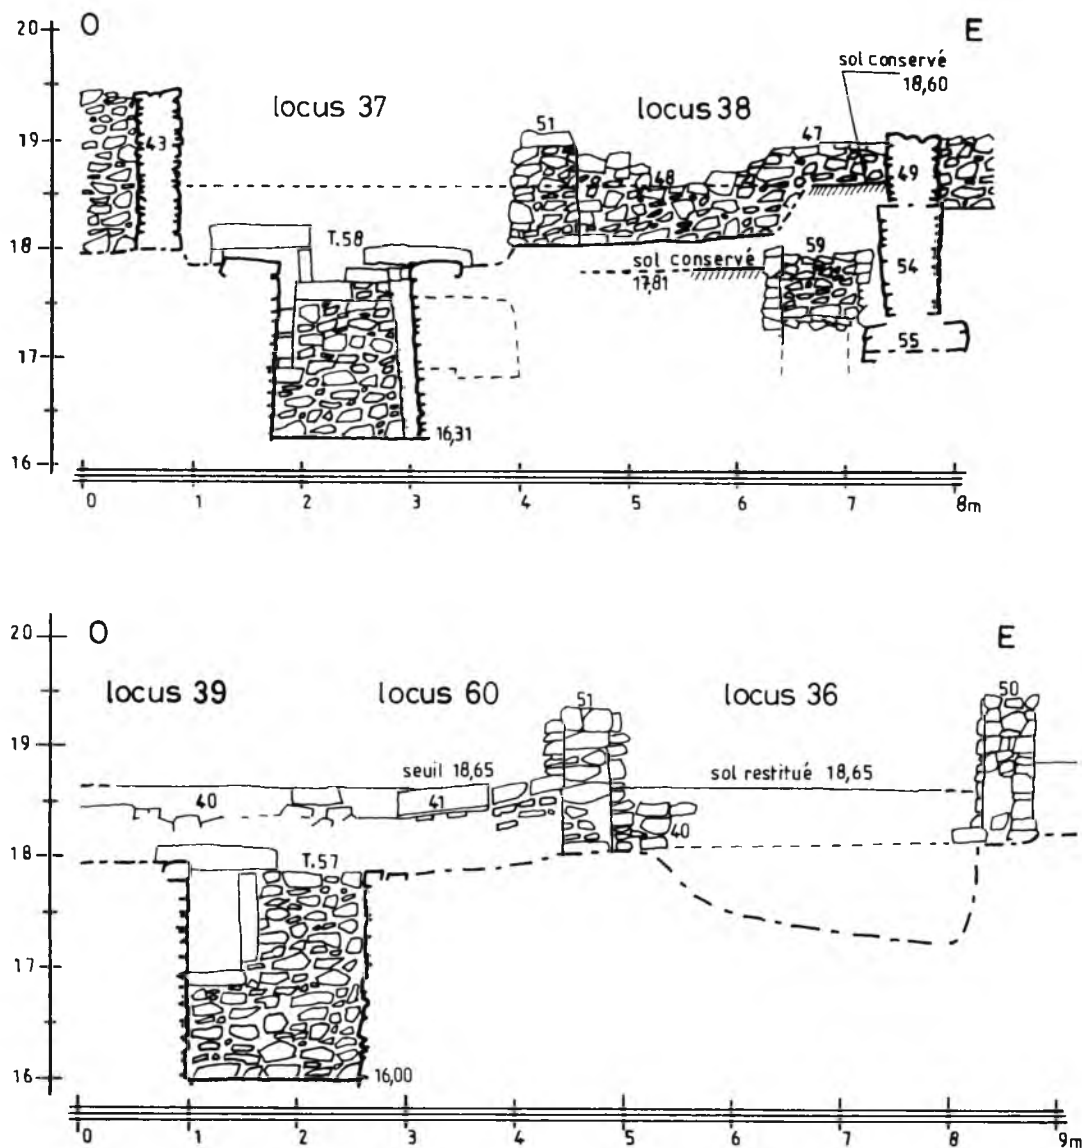 20
O
E
sol conservé
18,60
locus 37
locus 38
19
43
51
48
47
49
18
T.58
sol conservé
17,81
59
54
17
55
16,31
16
0 1 2 3 4 5 6 7 8m
20
O
E
locus 39
locus 60
51
locus 36
50
19
seuil 18,65
sol restitué 18,65
40
41
40
18
T.57
17
16
16,00
0 1 2 3 4 5 6 7 8 9m